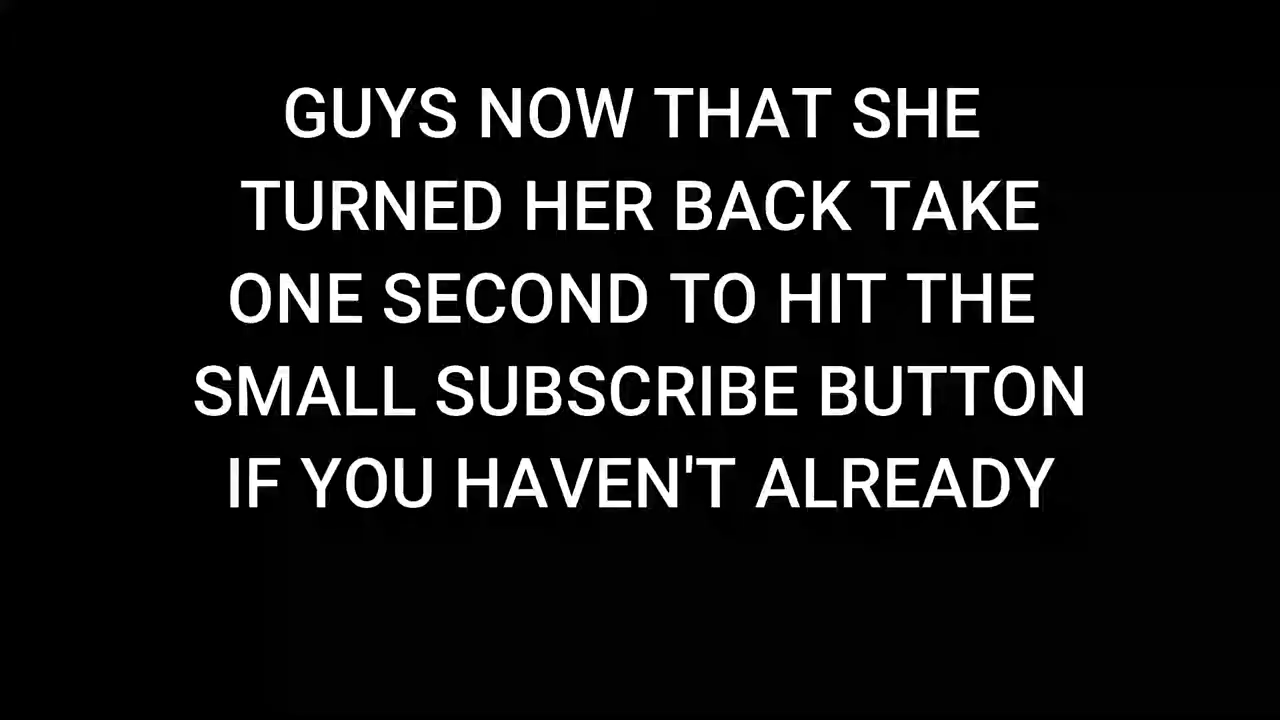 GUYS NOW THAT SHE
TURNED HER BACK TAKE
ONE SECOND TO HIT THE
SMALL SUBSCRIBE BUTTON
IF YOU HAVEN'T ALREADY